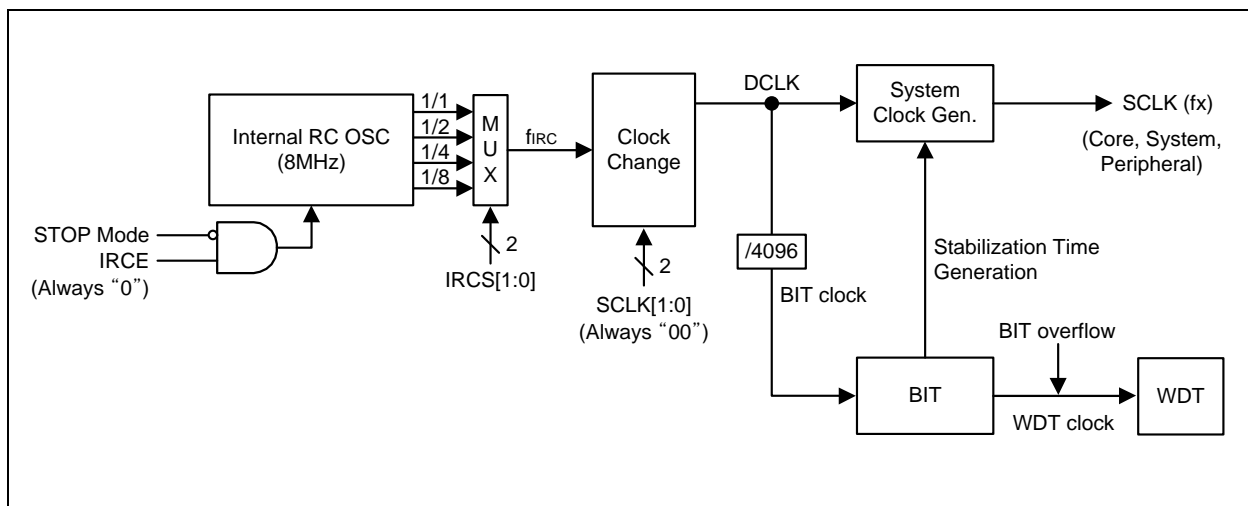 Internal RC OSC
(8MHz)
1/1
1/2
1/4
1/8
M
U
X
fIRC
Clock
Change
DCLK
System
Clock Gen.
SCLK (fx)
(Core, System,
Peripheral)
STOP Mode
IRCE
(Always “0”)
2
IRCS[1:0]
2
SCLK[1:0]
(Always “00”)
/4096
BIT clock
Stabilization Time
Generation
BIT
BIT overflow
WDT clock
WDT